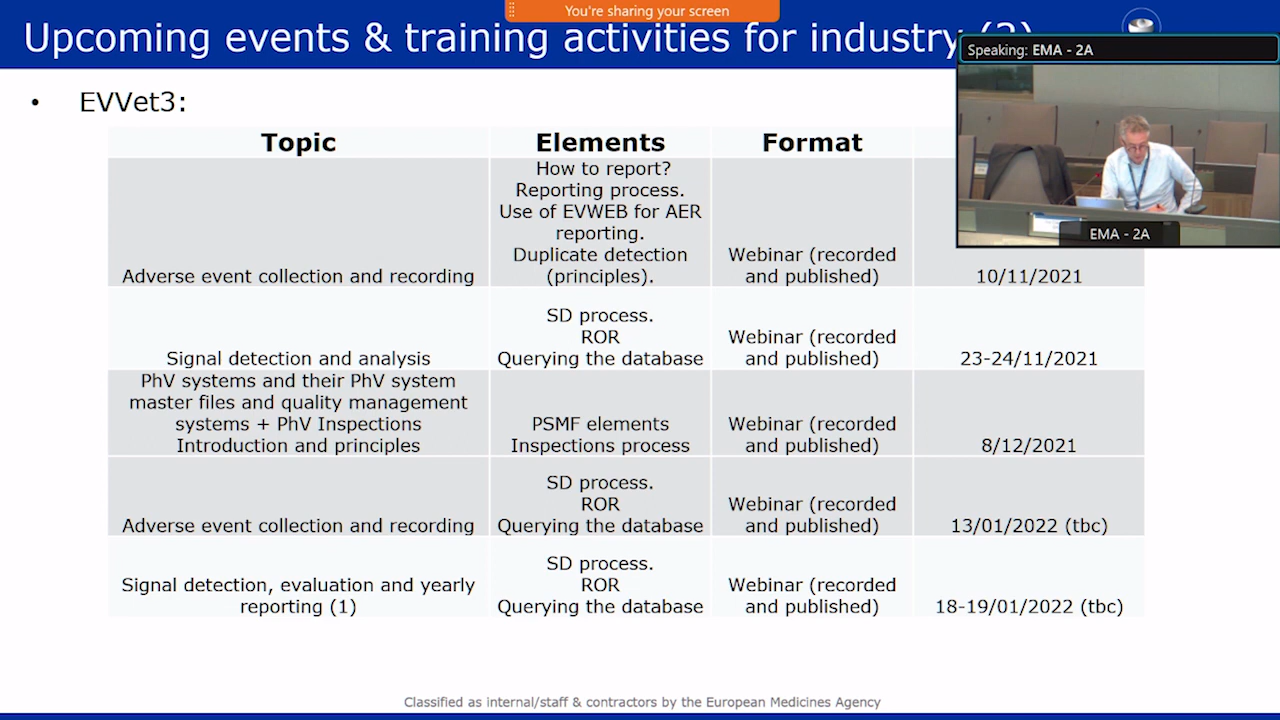 You're sharing your screen
Upcoming events & training activities for industry (2)
Speaking: EMA - 2A
EMA - 2A
• EVVet3:
Topic Elements Format
How to report?
Reporting process.
Use of EVWEB for AER
reporting.
Duplicate detection Webinar (recorded
Adverse event collection and recording (principles). and published) 10/11/2021
SD process.
ROR Webinar (recorded
Signal detection and analysis Querying the database and published) 23-24/11/2021
PhV systems and their PhV system
master files and quality management
systems + PhV Inspections PSMF elements Webinar (recorded
Introduction and principles Inspections process and published) 8/12/2021
SD process.
ROR Webinar (recorded
Adverse event collection and recording Querying the database and published) 13/01/2022 (tbc)
SD process.
Signal detection, evaluation and yearly ROR Webinar (recorded
reporting (1) Querying the database and published) 18-19/01/2022 (tbc)
Classified as internal/staff & contractors by the European Medicines Agency